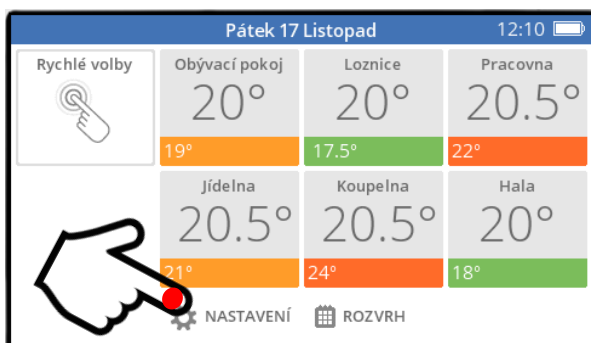 Pátek 17 Listopad 12:10
Rychlé volby
Obývací pokoj
20°
19°
Loznice
20°
17.5°
Pracovna
20.5°
22°
Jídelna
20.5°
21°
Koupelna
20.5°
24°
Hala
20°
18°
NASTAVENÍ ROZVRH